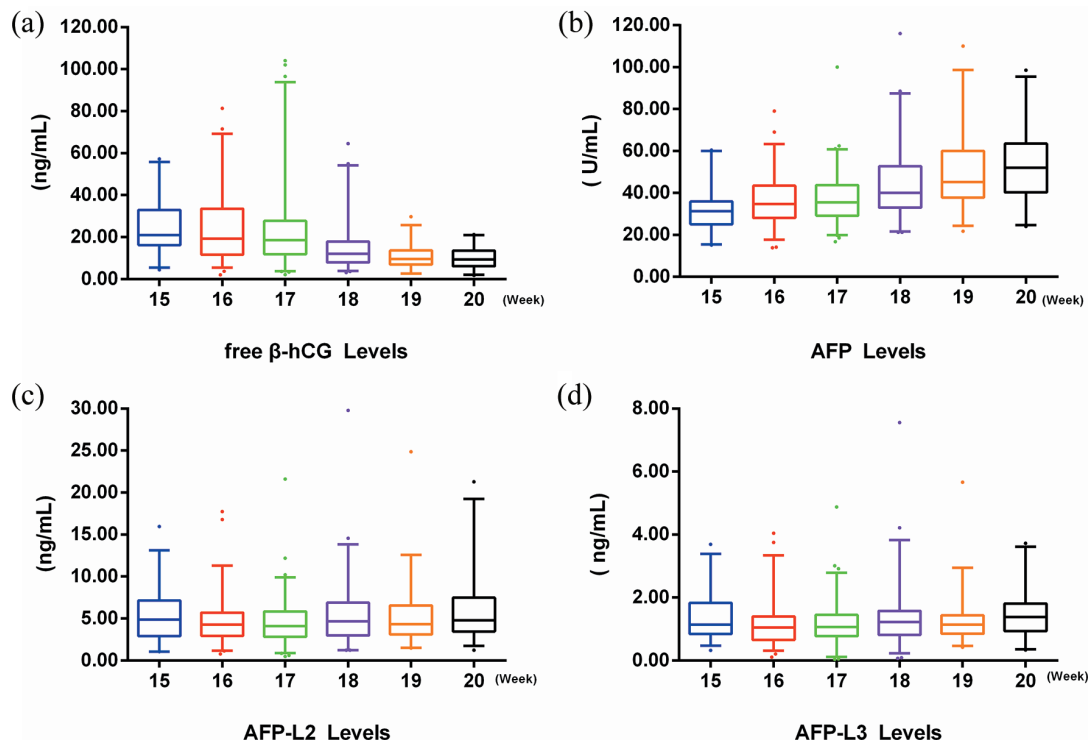 (a)
120.00
100.00
80.00
60.00
40.00
20.00
0.00
(ng/mL)
15 16 17 18 19 20 (Week)
free β-hCG Levels
(b)
120.00
100.00
80.00
60.00
40.00
20.00
00.00
( U/mL)
15 16 17 18 19 20 (Week)
AFP Levels
(c)
30.00
25.00
20.00
15.00
10.00
5.00
0.00
(ng/mL)
15 16 17 18 19 20 (Week)
AFP-L2 Levels
(d)
8.00
6.00
4.00
2.00
0.00
( ng/mL)
15 16 17 18 19 20 (Week)
AFP-L3 Levels